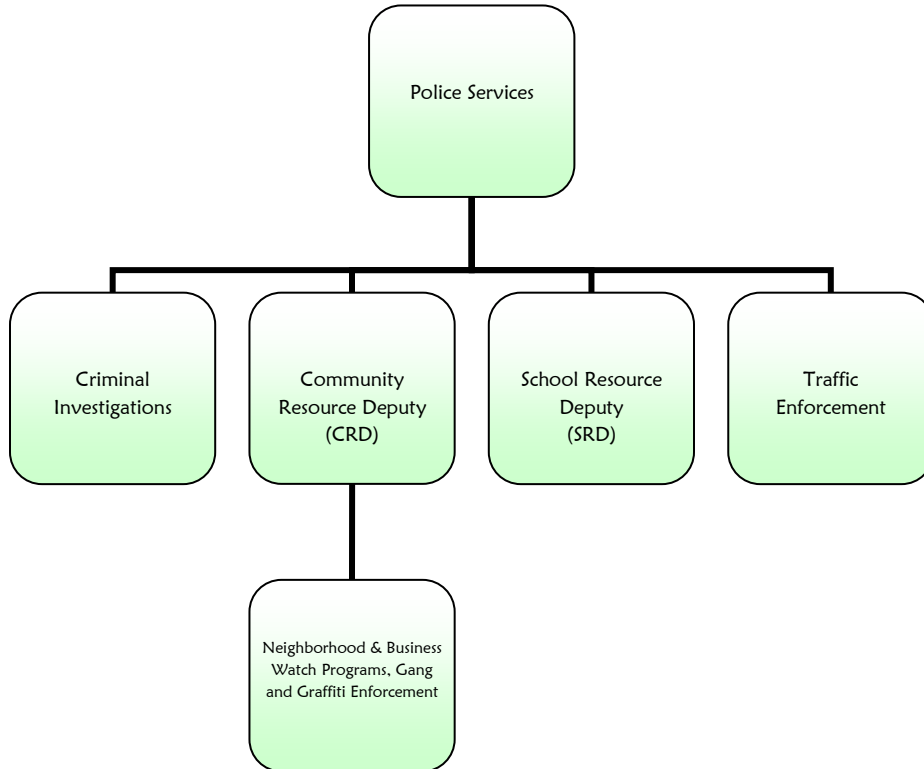 Police Services
Criminal
Investigations
Community
Resource Deputy
(CRD)
School Resource
Deputy
(SRD)
Traffic
Enforcement
Neighborhood & Business
Watch Programs, Gang
and Graffiti Enforcement